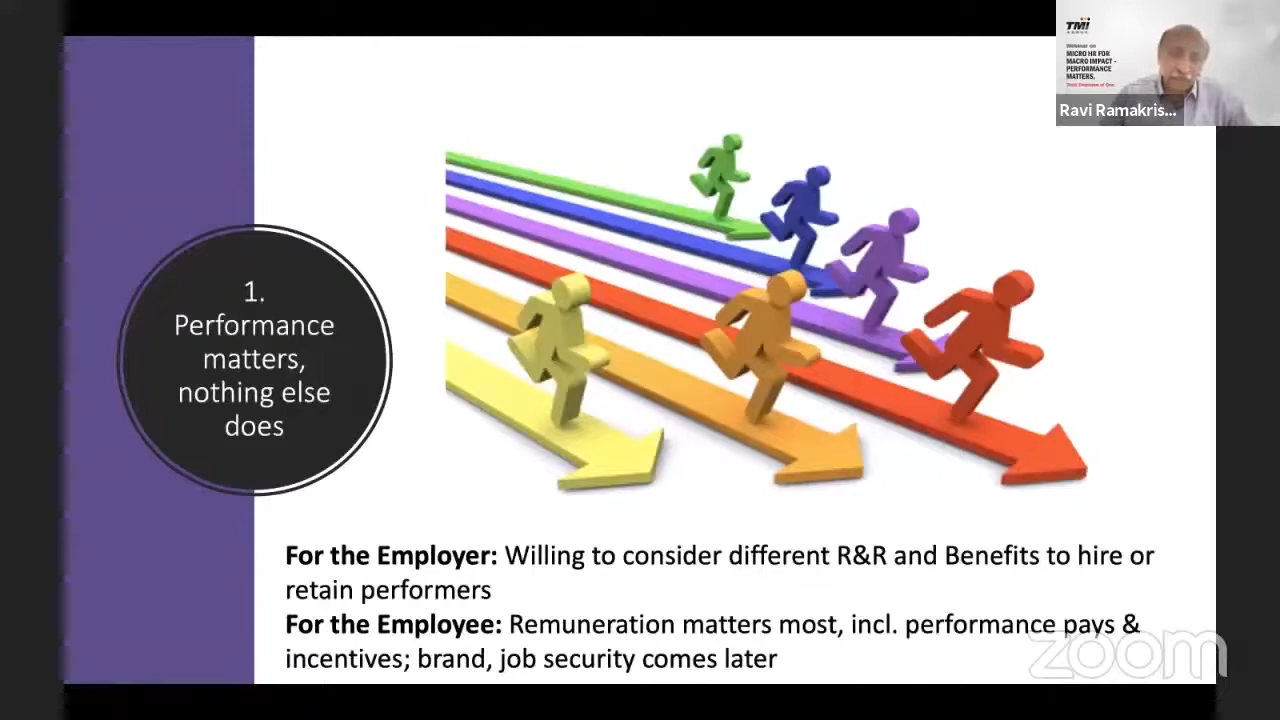 TMI
GROUP
Webinar on
MICRO HR FOR
MACRO IMPACT -
PERFORMANCE
MATTERS.
Ravi Ramakris...
1.
Performance
matters,
nothing else
does
For the Employer: Willing to consider different R&R and Benefits to hire or
retain performers
For the Employee: Remuneration matters most, incl. performance pays &
incentives; brand, job security comes later
zoom